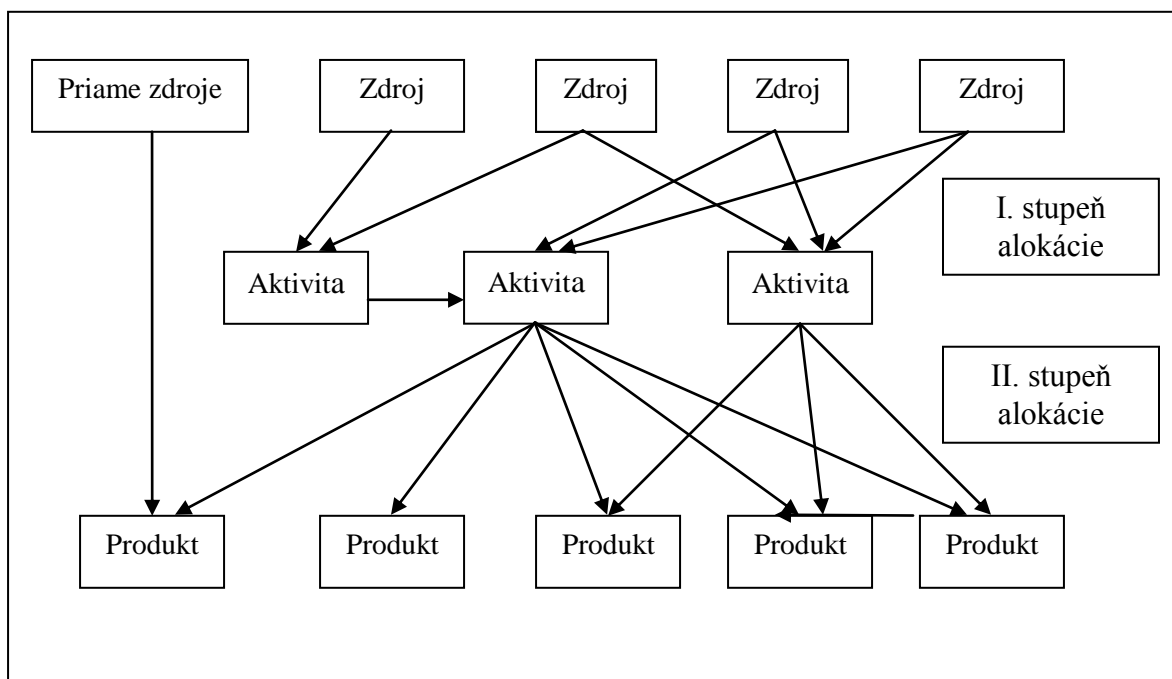 Priame zdroje
Zdroj
Zdroj
Zdroj
Zdroj
I. stupeň
alokácie
Aktivita
Aktivita
Aktivita
II. stupeň
alokácie
Produkt
Produkt
Produkt
Produkt
Produkt